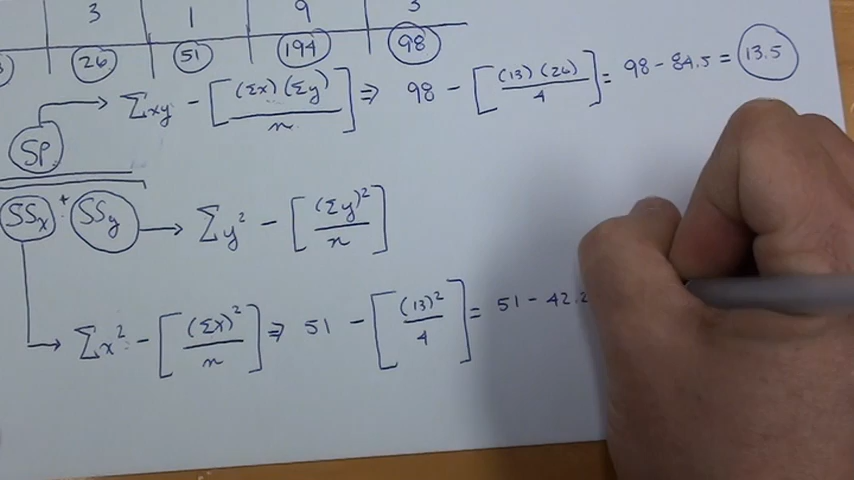 3 1 9 3
26 51 194 98
Σxy - [(Σx)(Σy)/n] ⇒ 98 - [(13)(26)/4] = 98 - 84.5 = 13.5
SP
SSx + SSy → Σy² - [(Σy)²/n]
Σx² - [(Σx)²/n] ⇒ 51 - [(13)²/4] = 51 - 42.2